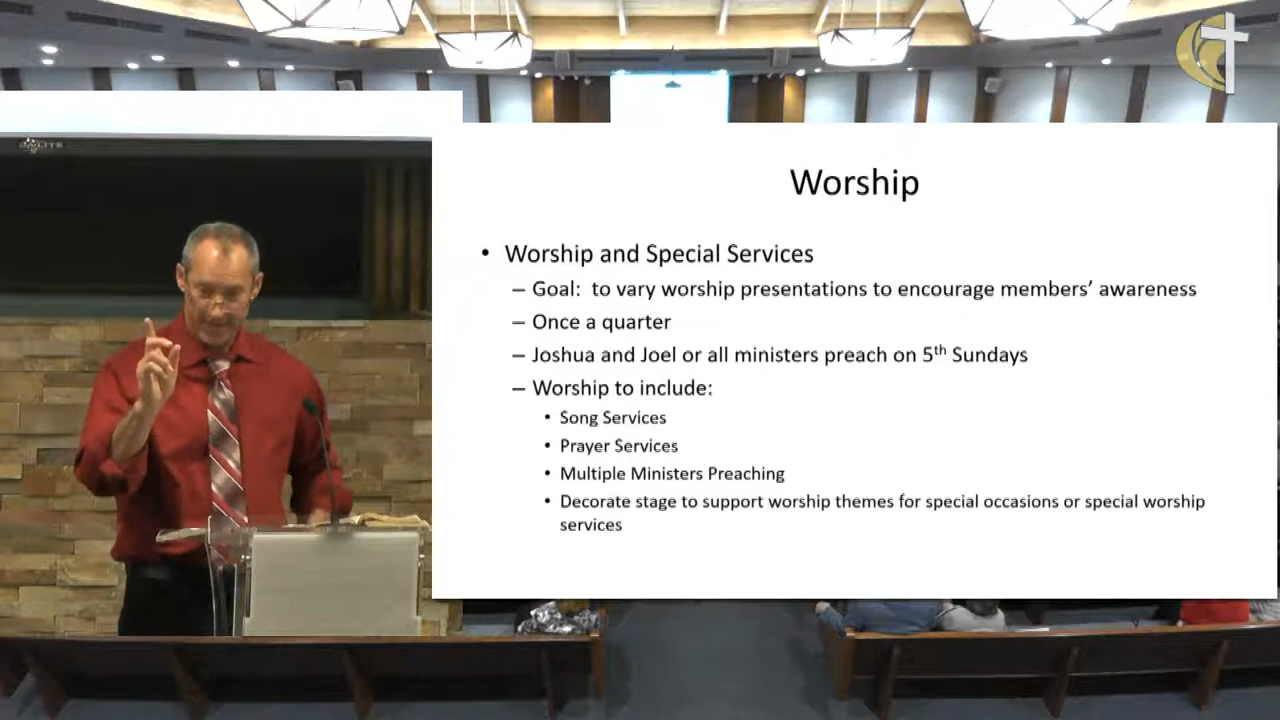 Worship
• Worship and Special Services
– Goal: to vary worship presentations to encourage members’ awareness
– Once a quarter
– Joshua and Joel or all ministers preach on 5th Sundays
– Worship to include:
• Song Services
• Prayer Services
• Multiple Ministers Preaching
• Decorate stage to support worship themes for special occasions or special worship
services